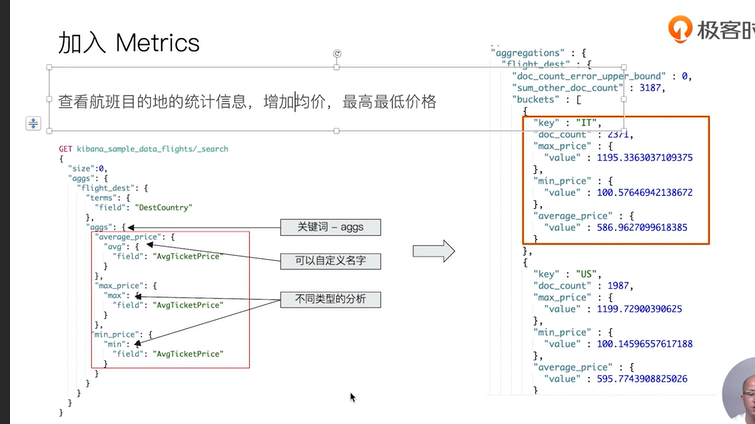 加入 Metrics
极客时
查看航班目的地的统计信息，增加均价，最高最低价格
GET kibana_sample_data_flights/_search
{
"size":0,
"aggs": {
"flight_dest": {
"terms": {
"field": "DestCountry"
},
"aggs": {
"average_price": {
"avg": {
"field": "AvgTicketPrice"
}
},
"max_price": {
"max": {
"field": "AvgTicketPrice"
}
},
"min_price": {
"min": {
"field": "AvgTicketPrice"
}
}
}
}
}
}
关键词 – aggs
可以自定义名字
不同类型的分析
"aggregations" : {
"flight_dest" : {
"doc_count_error_upper_bound" : 0,
"sum_other_doc_count" : 3187,
"buckets" : [
{
"key" : "IT",
"doc_count" : 2371,
"max_price" : {
"value" : 1195.3363037109375
},
"min_price" : {
"value" : 100.57646942138672
},
"average_price" : {
"value" : 586.9627099618385
}
},
{
"key" : "US",
"doc_count" : 1987,
"max_price" : {
"value" : 1199.72900390625
},
"min_price" : {
"value" : 100.14596557617188
},
"average_price" : {
"value" : 595.7743908825026
}